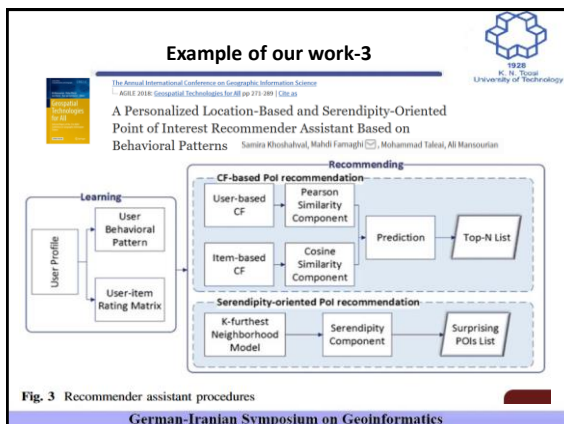 Example of our work-3
1928
K. N. Toosi
University of Technology
The Annual International Conference on Geographic Information Science
AGILE 2018: Geospatial Technologies for All pp 271-289 | Cite as
Geospatial
Technologies
for All
A Personalized Location-Based and Serendipity-Oriented
Point of Interest Recommender Assistant Based on
Behavioral Patterns
Samira Khoshahval, Mahdi Farnaghi, Mohammad Taleai, Ali Mansourian
Learning
User Profile
User
Behavioral
Pattern
User-item
Rating Matrix
Recommending
CF-based PoI recommendation
User-based
CF
Pearson
Similarity
Component
Item-based
CF
Cosine
Similarity
Component
Prediction
Top-N List
Serendipity-oriented PoI recommendation
K-furthest
Neighborhood
Model
Serendipity
Component
Surprising
POIs List
Fig. 3 Recommender assistant procedures
German-Iranian Symposium on Geoinformatics